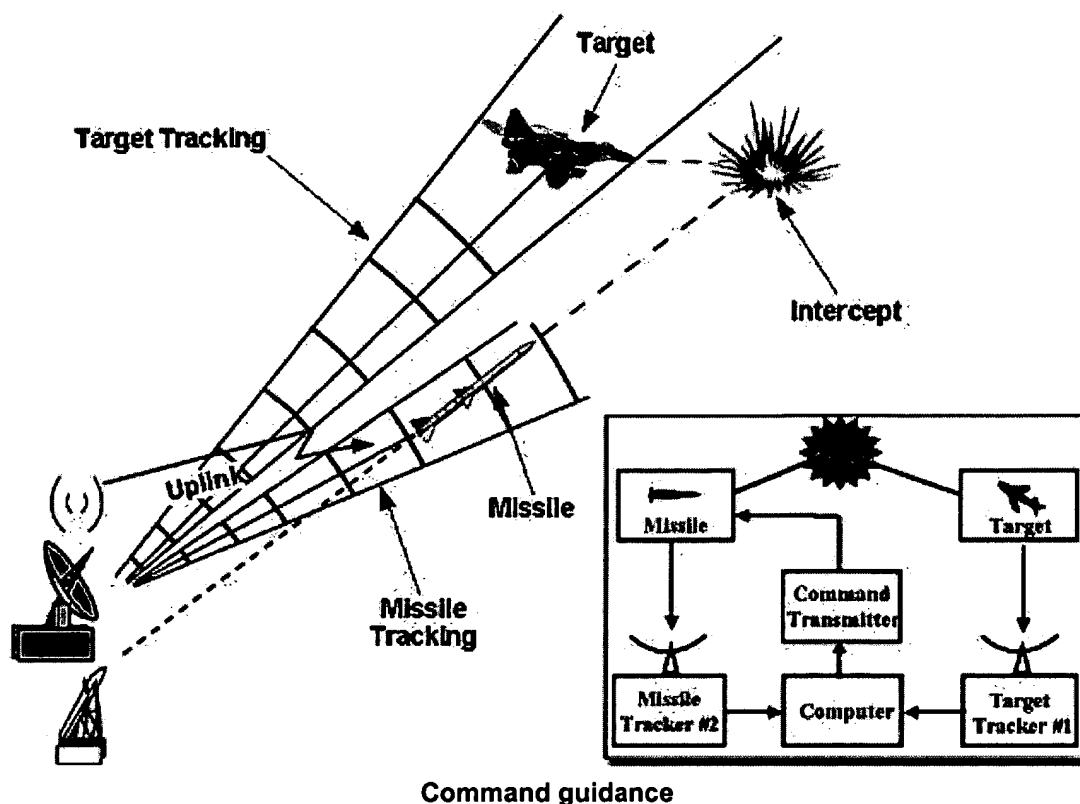 Target
Target Tracking
Intercept
Uplink
Missile
Missile
Tracking
Missile
Target
Command
Transmitter
Missile
Tracker #2
Computer
Target
Tracker #1
Command guidance